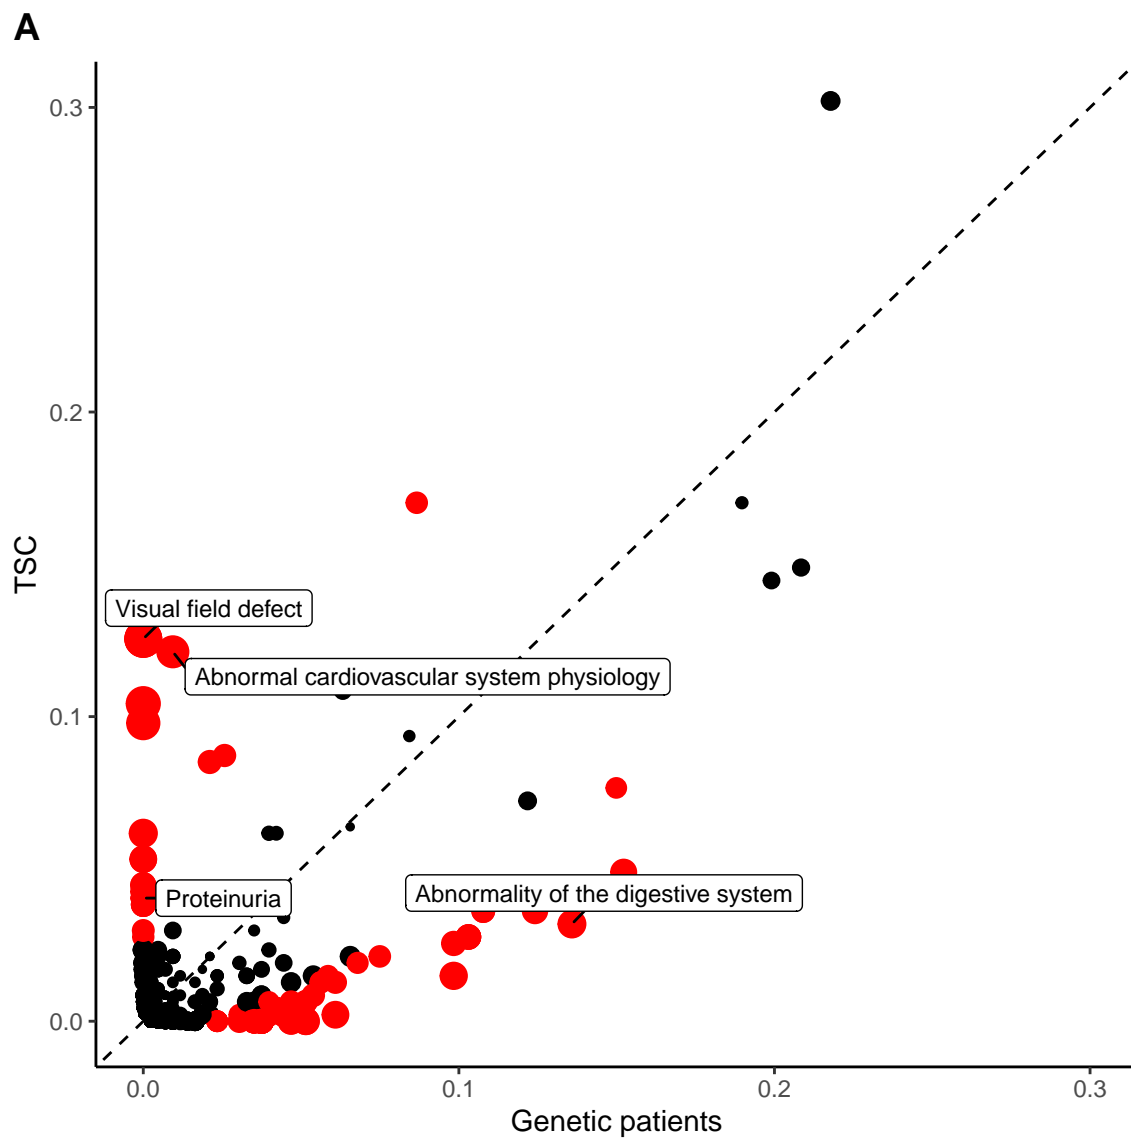 A
0.3
0.2
0.1
0.0
TSC
Visual field defect
Abnormal cardiovascular system physiology
Proteinuria
Abnormality of the digestive system
0.0 0.1 0.2 0.3
Genetic patients